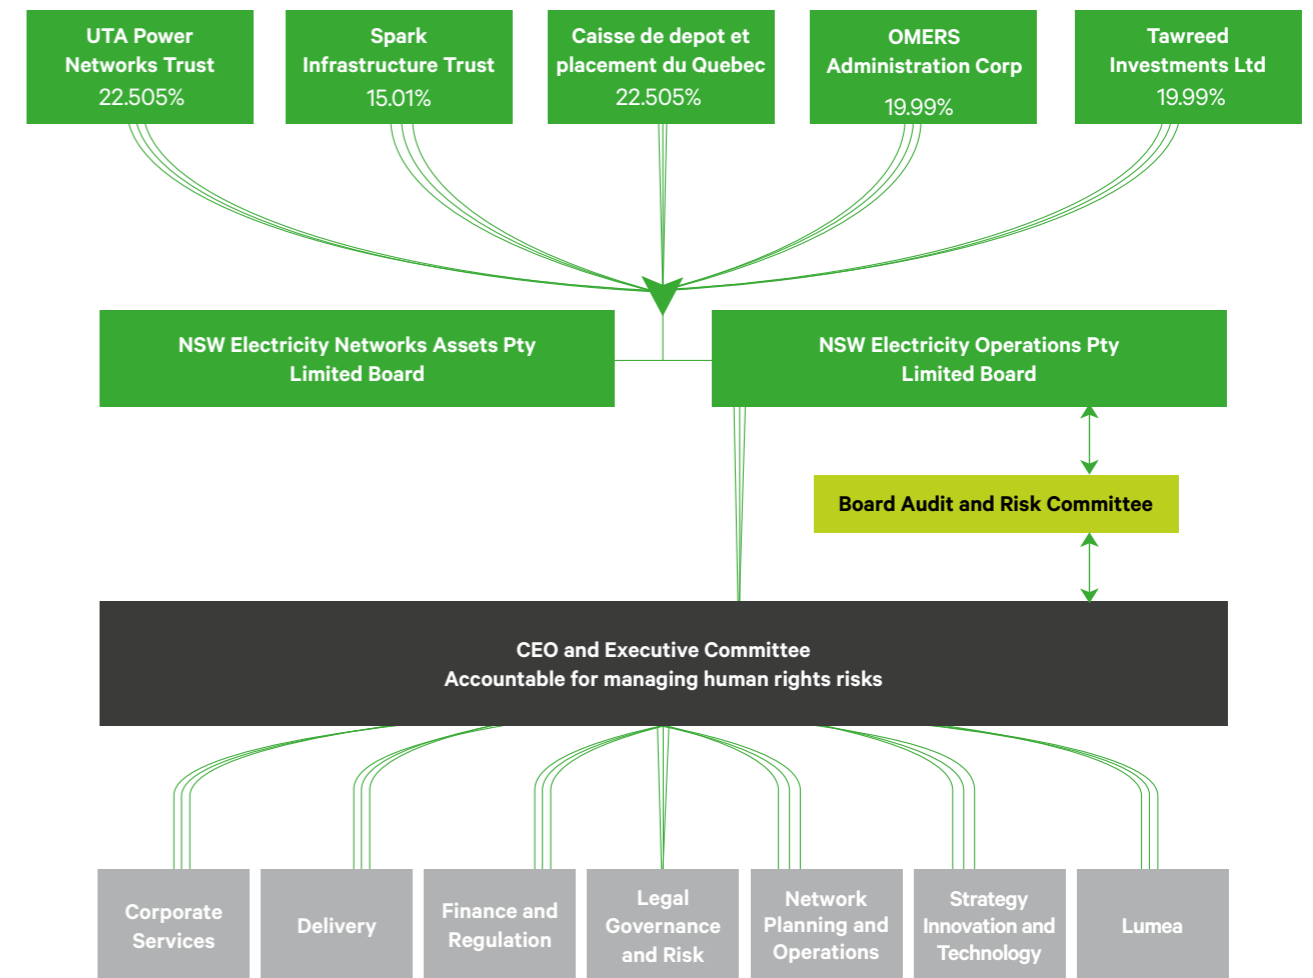 UTA Power
Networks Trust
22.505%
Spark
Infrastructure Trust
15.01%
Caisse de depot et
placement du Quebec
22.505%
OMERS
Administration Corp
19.99%
Tawreed
Investments Ltd
19.99%
NSW Electricity Networks Assets Pty
Limited Board
NSW Electricity Operations Pty
Limited Board
Board Audit and Risk Committee
CEO and Executive Committee
Accountable for managing human rights risks
Corporate
Services
Delivery
Finance and
Regulation
Legal
Governance
and Risk
Network
Planning and
Operations
Strategy
Innovation and
Technology
Lumea